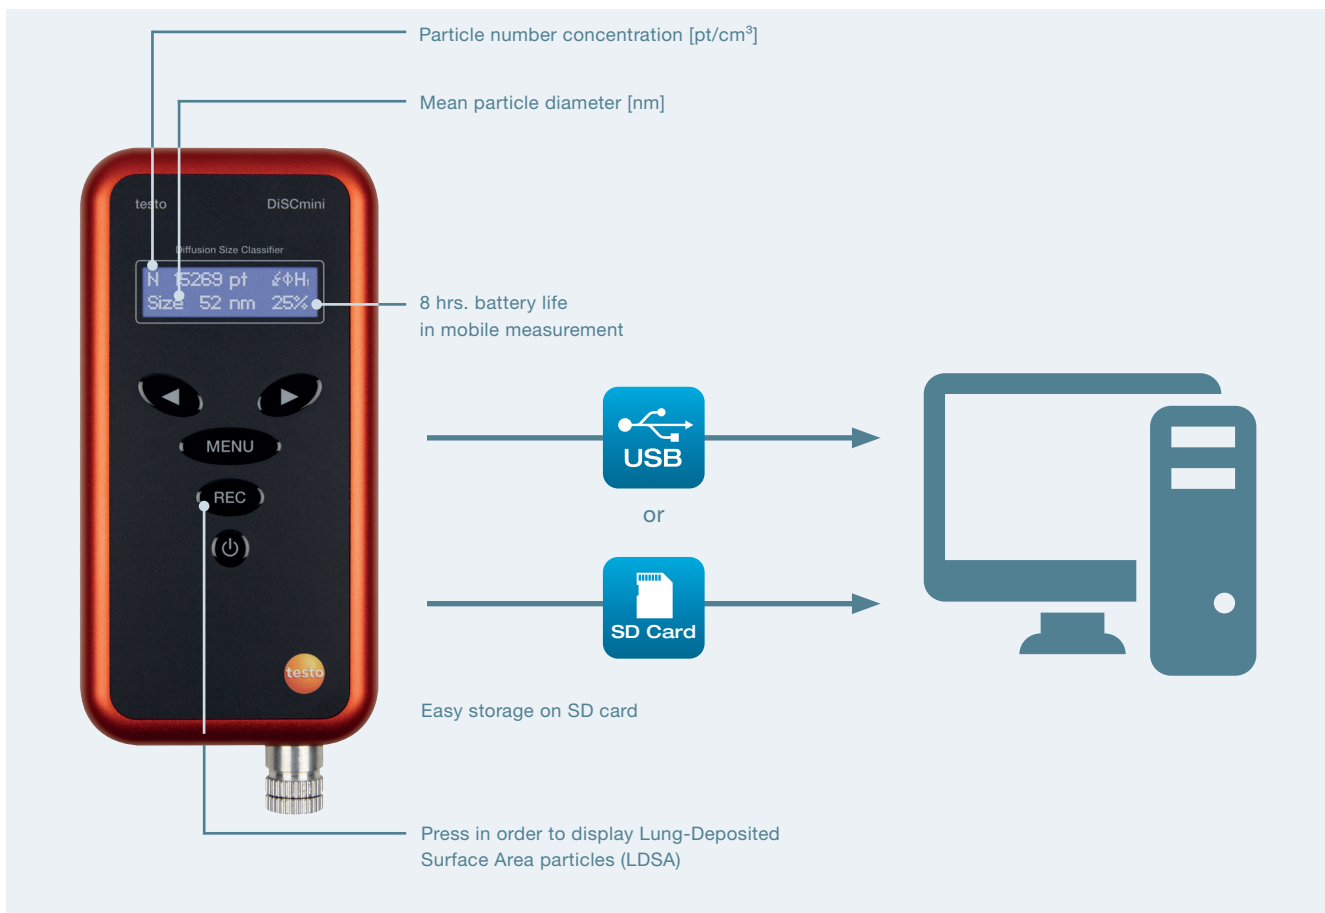 Particle number concentration [pt/cm³]
Mean particle diameter [nm]
testo DiSCmini
Diffusion Size Classifier
N 15269 pt
Size 52 nm 25%
8 hrs. battery life
in mobile measurement
MENU
USB
REC
or
SD Card
testo
Easy storage on SD card
Press in order to display Lung-Deposited
Surface Area particles (LDSA)